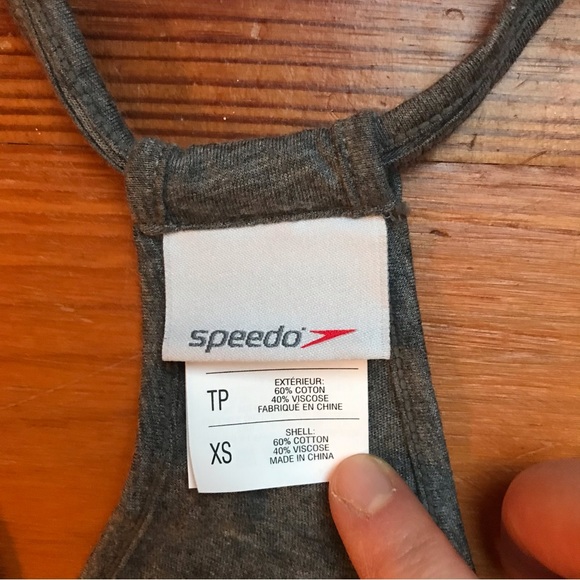 speedo
TP
EXTÉRIEUR:
60% COTON
40% VISCOSE
FABRIQUÉ EN CHINE
XS
SHELL:
60% COTTON
40% VISCOSE
MADE IN CHINA